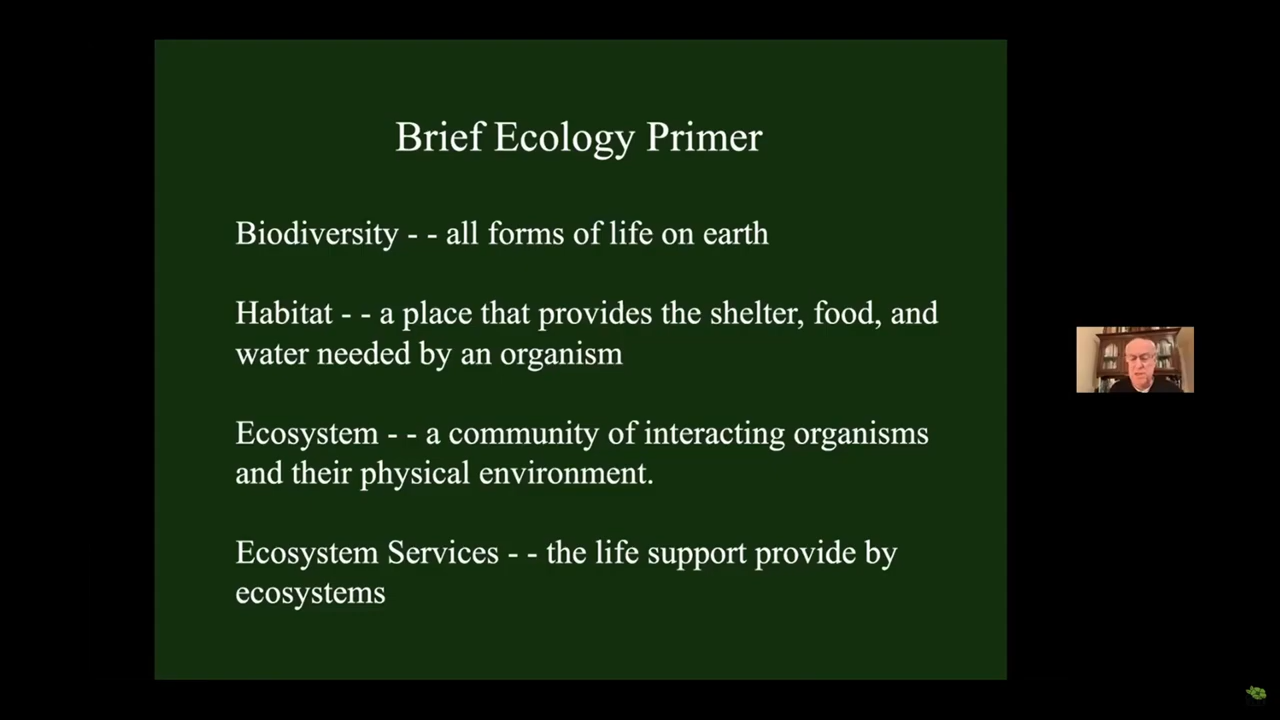 Brief Ecology Primer
Biodiversity - - all forms of life on earth
Habitat - - a place that provides the shelter, food, and
water needed by an organism
Ecosystem - - a community of interacting organisms
and their physical environment.
Ecosystem Services - - the life support provide by
ecosystems